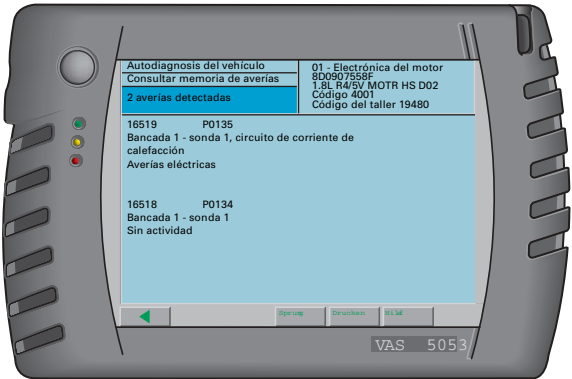 Autodiagnosis del vehículo
Consultar memoria de averías
2 averías detectadas
01 - Electrónica del motor
8D0907558F
1.8L R4/5V MOTR HS D02
Código 4001
Código del taller 19480
16519 P0135
Bancada 1 - sonda 1, circuito de corriente de
calefacción
Averías eléctricas
16518 P0134
Bancada 1 - sonda 1
Sin actividad
Sprung Drucken Hilfe
VAS 5053